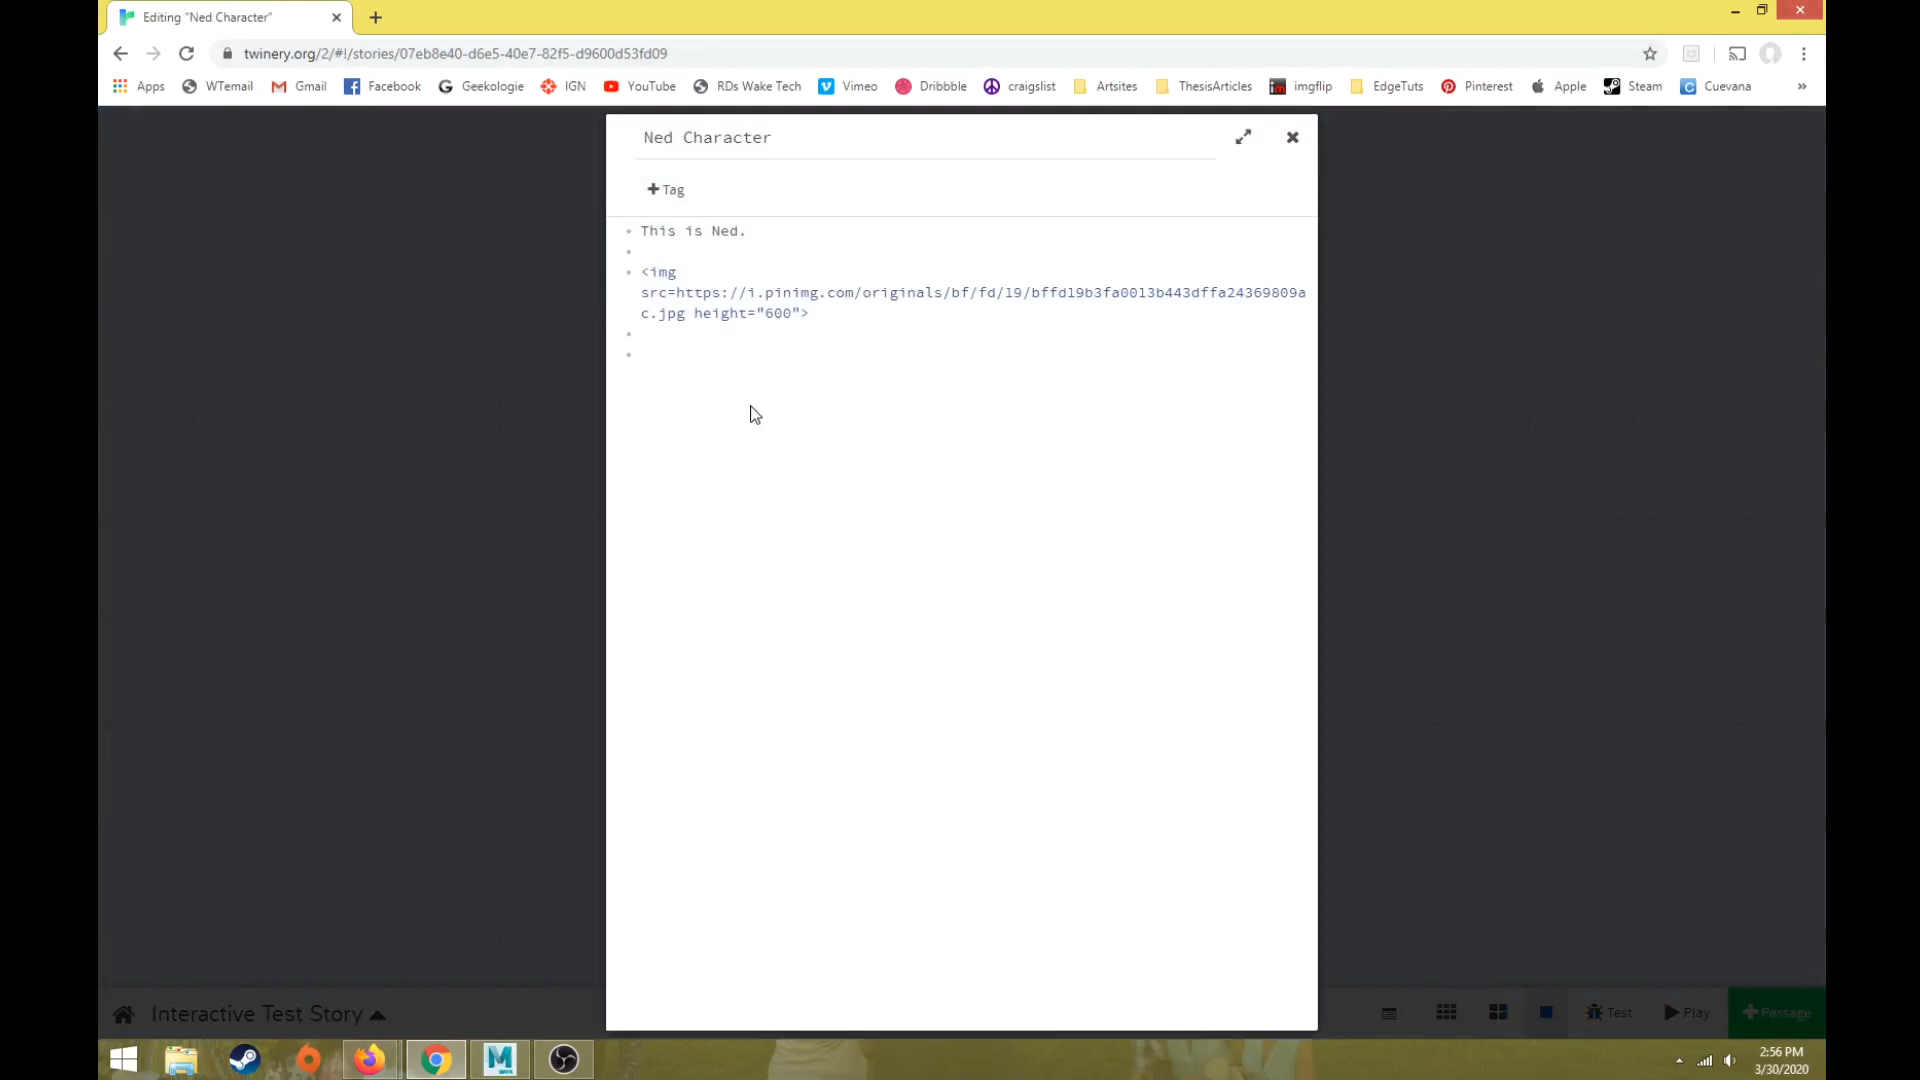 Editing "Ned Character"
twinery.org/2/#!/stories/07eb8e40-d6e5-40e7-82f5-d9600d53fd09
Apps WTemail Gmail Facebook Geekologie IGN YouTube RDs Wake Tech Vimeo Dribbble craigslist Artsites ThesisArticles imgflip EdgeTuts Pinterest Apple Steam Cuevana »
Ned Character
+ Tag
This is Ned.
<img
src=https://i.pinimg.com/originals/bf/fd/19/bffd19b3fa0013b443dffa24369809a
c.jpg height="600">
Interactive Test Story
Test Play + Passage
2:56 PM
3/30/2020